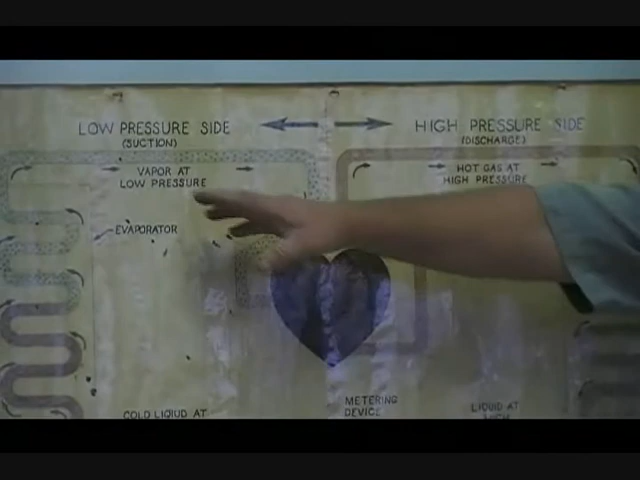 LOW PRESSURE SIDE
(SUCTION)
HIGH PRESSURE SIDE
(DISCHARGE)
VAPOR AT
LOW PRESSURE
HOT GAS AT
HIGH PRESSURE
EVAPORATOR
COLD LIQUID AT
METERING
DEVICE
LIQUID AT
HIGH